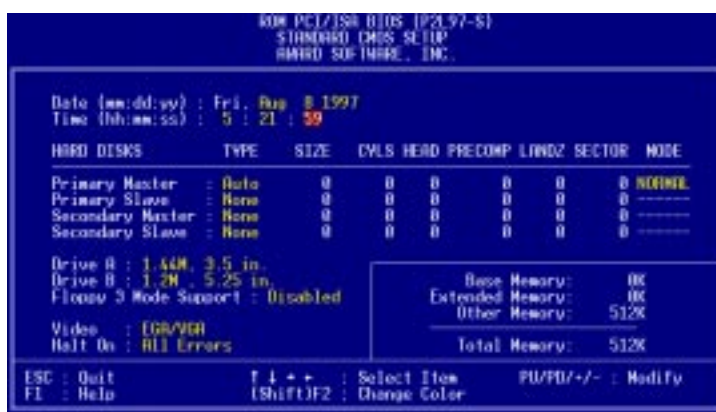 ROM PCI/ISA BIOS (P2L97-S)
STANDARD CMOS SETUP
AWARD SOFTWARE, INC.
Date (mm:dd:yy) : Fri, Aug 8 1997
Time (hh:mm:ss) : 5 : 21 : 59
HARD DISKS TYPE SIZE CYLS HEAD PRECOMP LANDZ SECTOR MODE
Primary Master : Auto 0 0 0 0 0 0 NORMAL
Primary Slave : None 0 0 0 0 0 0 ------
Secondary Master : None 0 0 0 0 0 0 ------
Secondary Slave : None 0 0 0 0 0 0 ------
Drive A : 1.44M, 3.5 in.
Drive B : 1.2M , 5.25 in.
Floppy 3 Mode Support : Disabled
Video : EGA/VGA
Halt On : All Errors
Base Memory: 0K
Extended Memory: 0K
Other Memory: 512K
Total Memory: 512K
ESC : Quit ↑ ↓ → ← : Select Item PU/PD/+/- : Modify
F1 : Help (Shift)F2 : Change Color